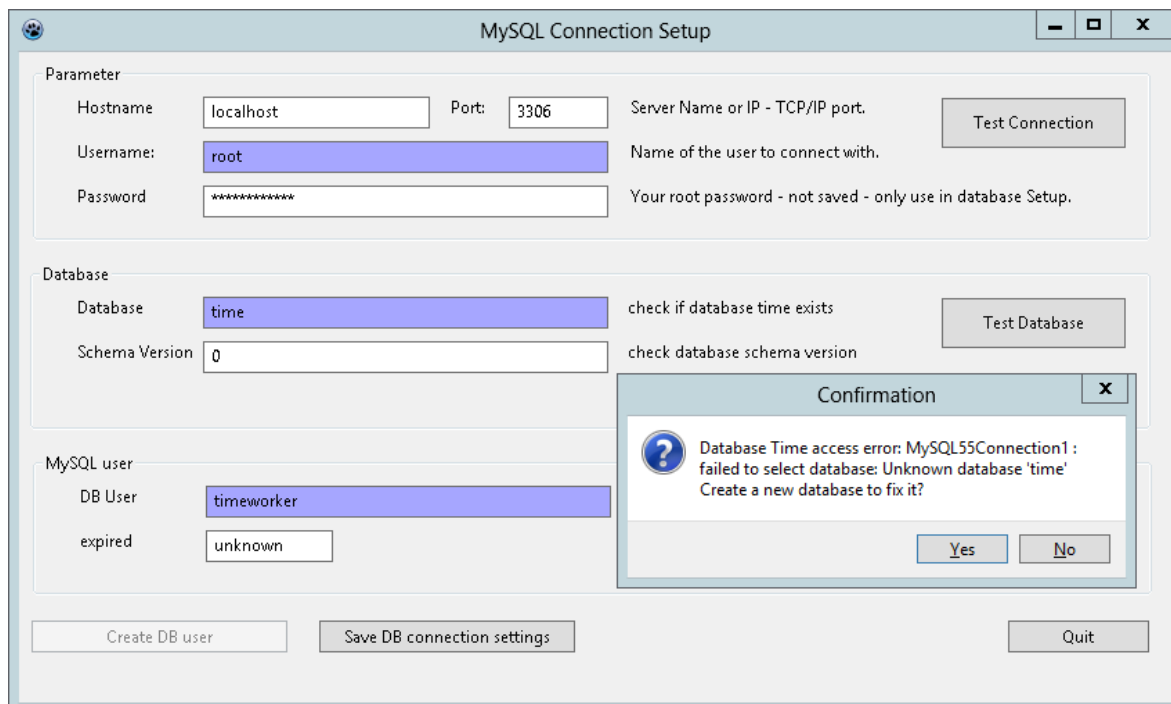 MySQL Connection Setup
Parameter
Hostname localhost Port: 3306 Server Name or IP - TCP/IP port. Test Connection
Username: root Name of the user to connect with.
Password ************ Your root password - not saved - only use in database Setup.
Database
Database time check if database time exists Test Database
Schema Version 0 check database schema version
Confirmation X
Database Time access error: MySQL55Connection1 :
failed to select database: Unknown database 'time'
Create a new database to fix it?
Yes No
MySQL user
DB User timeworker
expired unknown
Create DB user Save DB connection settings Quit